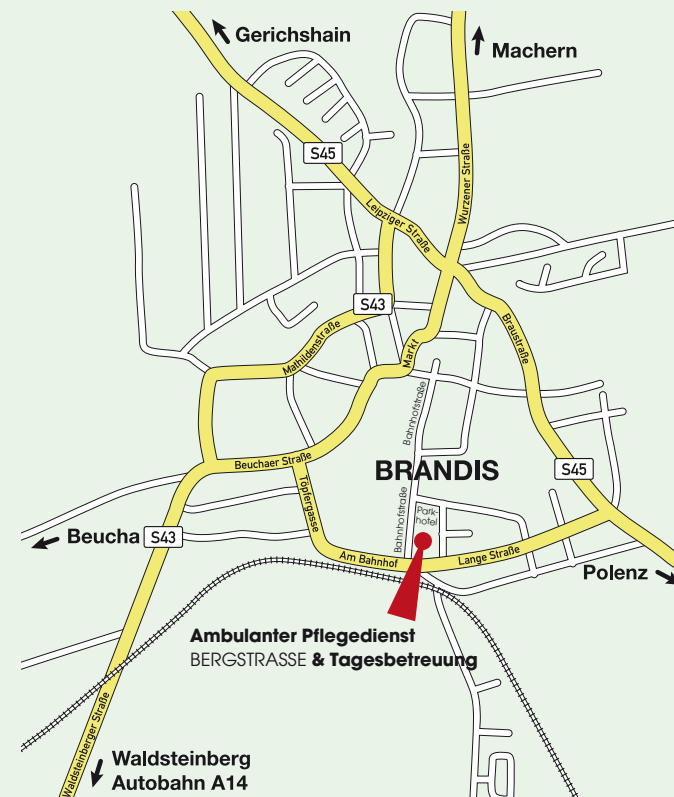 Gerichshain
Machern
S45
Wurzener Straße
Leipziger Straße
S43
Mathildenstraße
Markt
Braustraße
Bahnhofstraße
BRANDIS
Beuchaer Straße
S45
Töpfergasse
Bahnhofstraße
Park-
hotel
Beucha
S43
Am Bahnhof
Lange Straße
Polenz
Ambulanter Pflegedienst
BERGSTRASSE & Tagesbetreuung
Waldsteinberger Straße
Waldsteinberg
Autobahn A14